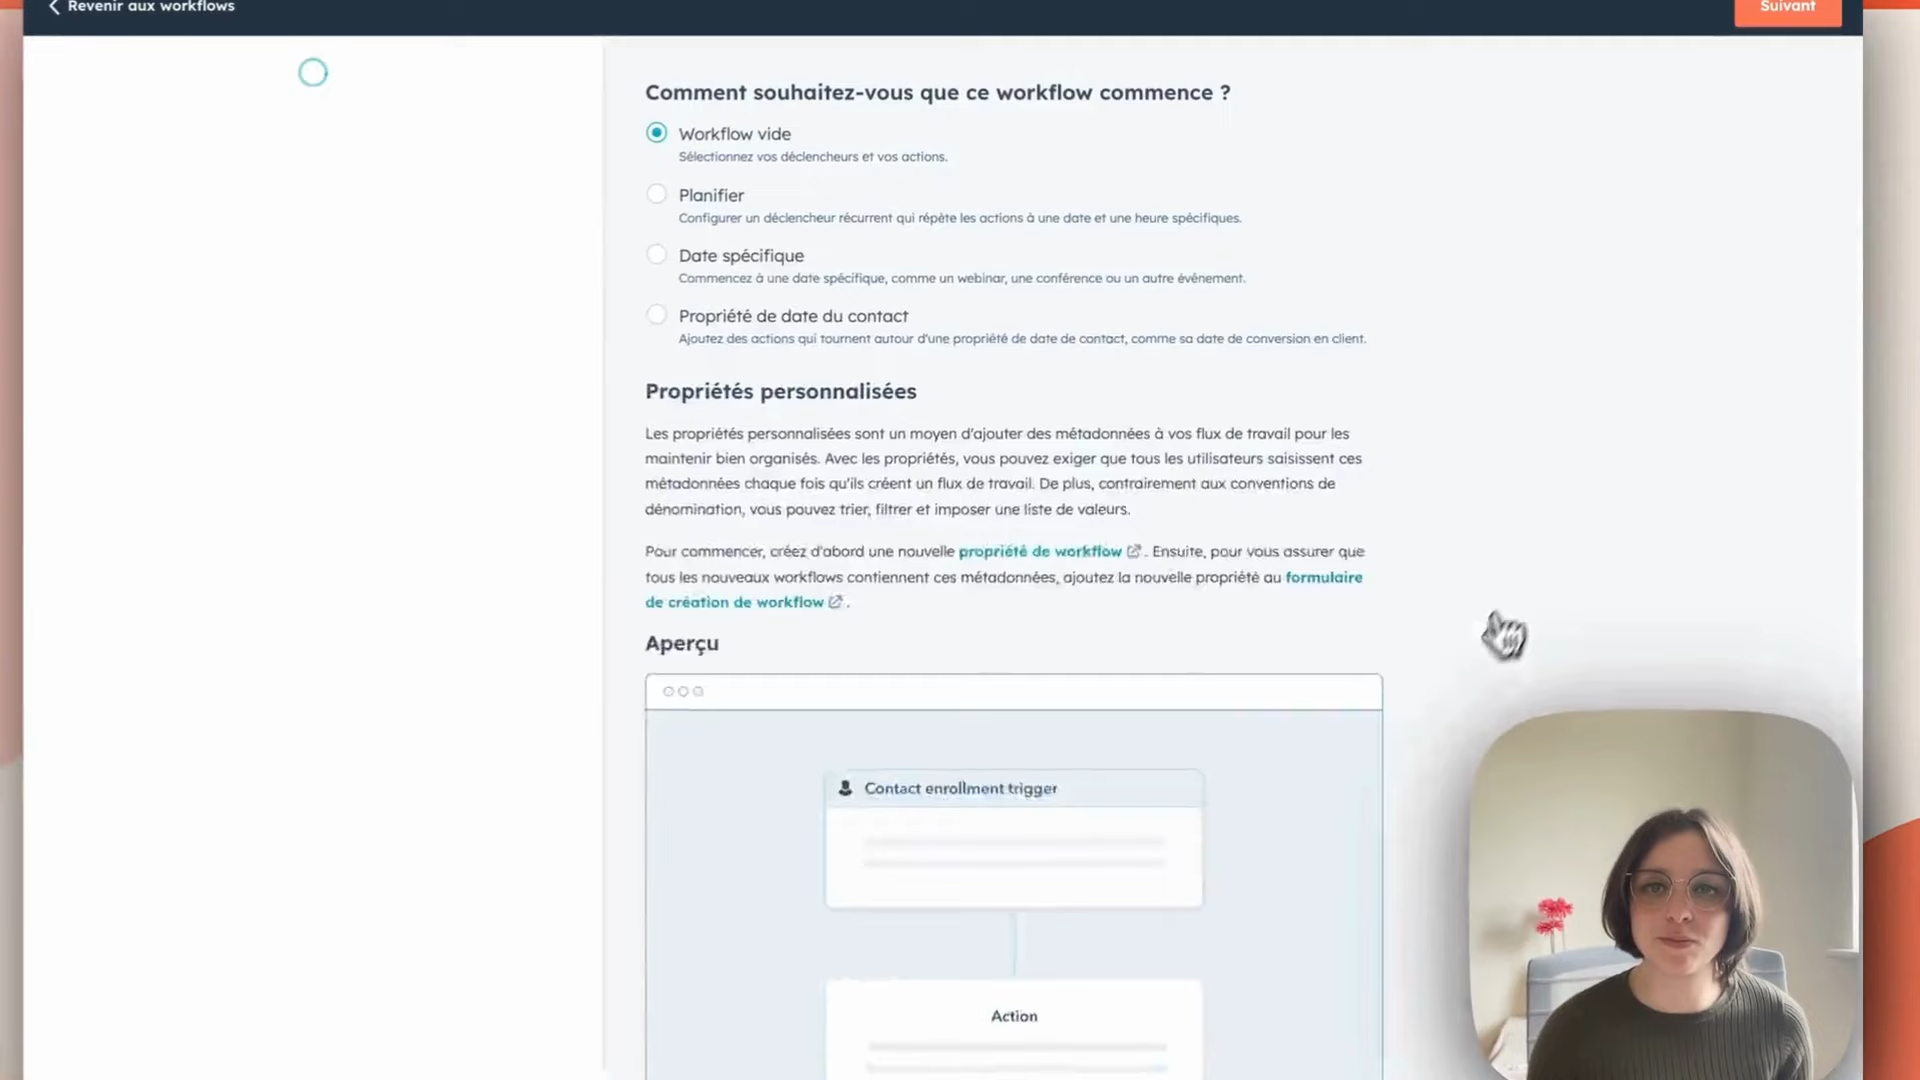 Revenir aux workflows
Suivant
Comment souhaitez-vous que ce workflow commence ?
Workflow vide
Sélectionnez vos déclencheurs et vos actions.
Planifier
Configurer un déclencheur récurrent qui répète les actions à une date et une heure spécifiques.
Date spécifique
Commencez à une date spécifique, comme un webinar, une conférence ou un autre événement.
Propriété de date du contact
Ajoutez des actions qui tournent autour d'une propriété de date de contact, comme sa date de conversion en client.
Propriétés personnalisées
Les propriétés personnalisées sont un moyen d'ajouter des métadonnées à vos flux de travail pour les
maintenir bien organisés. Avec les propriétés, vous pouvez exiger que tous les utilisateurs saisissent ces
métadonnées chaque fois qu'ils créent un flux de travail. De plus, contrairement aux conventions de
dénomination, vous pouvez trier, filtrer et imposer une liste de valeurs.
Pour commencer, créez d'abord une nouvelle propriété de workflow . Ensuite, pour vous assurer que
tous les nouveaux workflows contiennent ces métadonnées, ajoutez la nouvelle propriété au formulaire
de création de workflow .
Aperçu
Contact enrollment trigger
Action